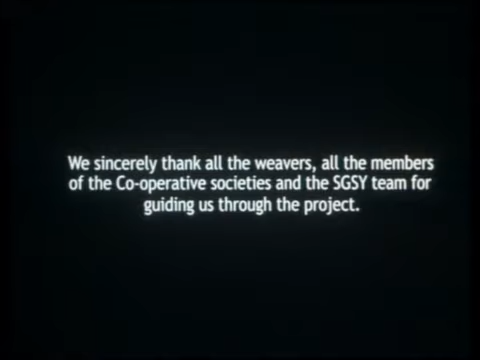 We sincerely thank all the weavers, all the members
of the Co-operative societies and the SGSY team for
guiding us through the project.